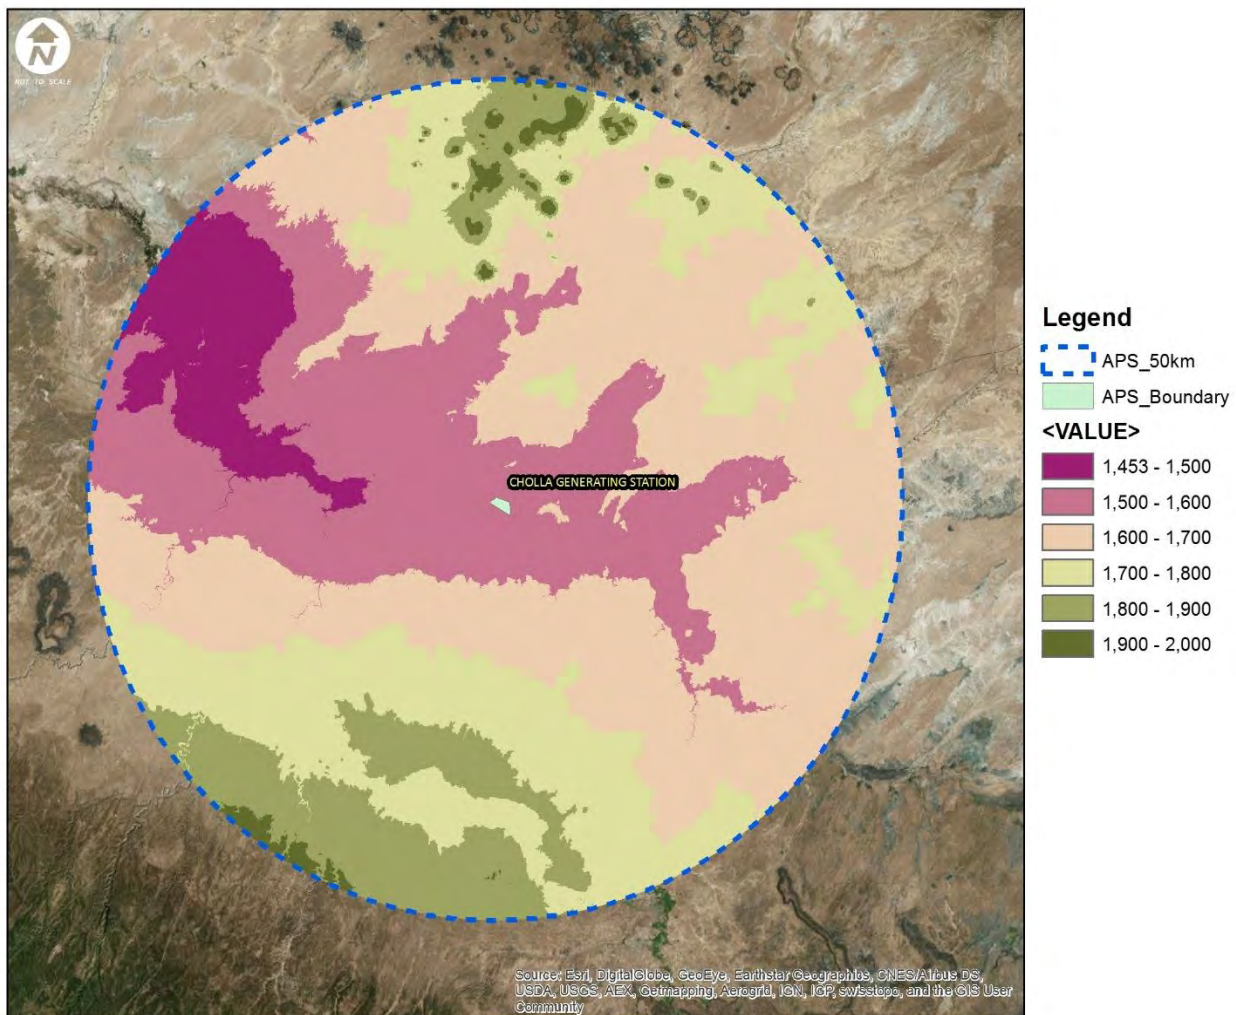 N
NOT TO SCALE
CHOLLA GENERATING STATION
Legend
APS_50km
APS_Boundary
<VALUE>
1,453 - 1,500
1,500 - 1,600
1,600 - 1,700
1,700 - 1,800
1,800 - 1,900
1,900 - 2,000
Source: Esri, DigitalGlobe, GeoEye, Earthstar Geographics, CNES/Airbus DS,
USDA, USGS, AEX, Getmapping, Aerogrid, IGN, IGP, swisstopo, and the GIS User
Community